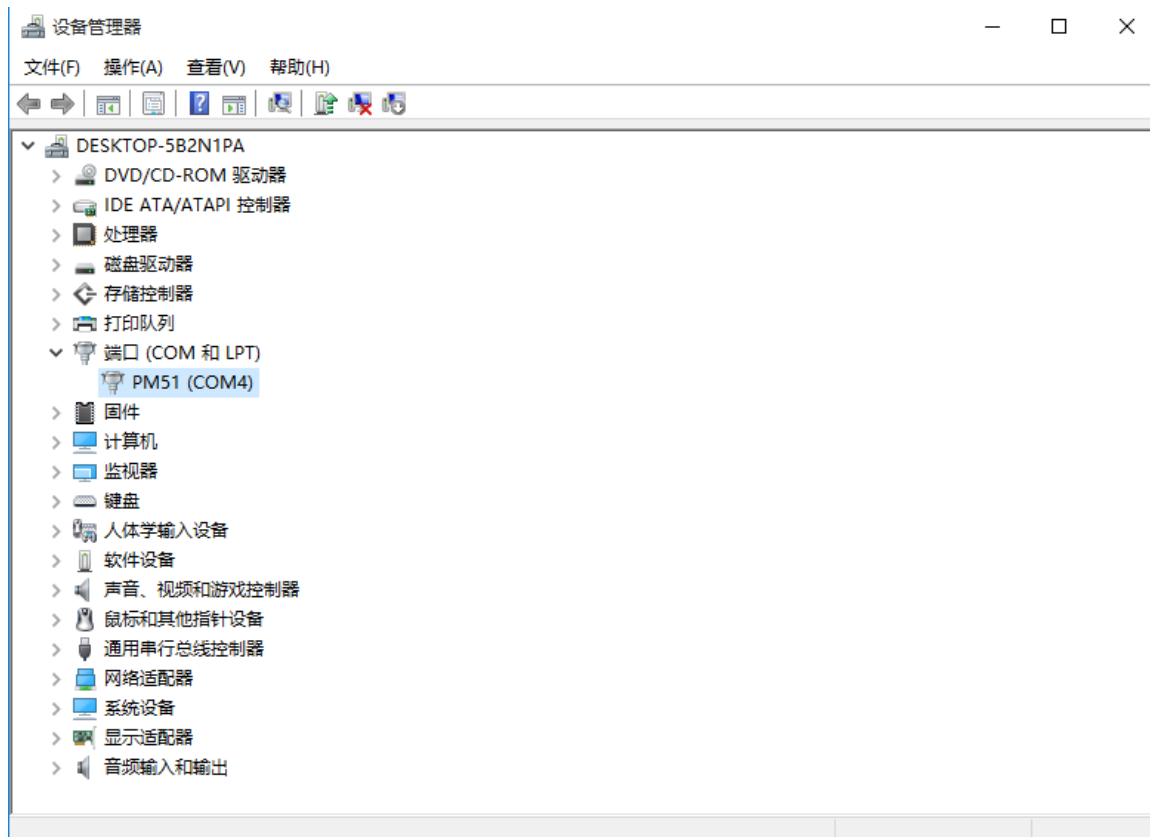 设备管理器
文件(F) 操作(A) 查看(V) 帮助(H)
DESKTOP-5B2N1PA
DVD/CD-ROM 驱动器
IDE ATA/ATAPI 控制器
处理器
磁盘驱动器
存储控制器
打印队列
端口 (COM 和 LPT)
PM51 (COM4)
固件
计算机
监视器
键盘
人体学输入设备
软件设备
声音、视频和游戏控制器
鼠标和其他指针设备
通用串行总线控制器
网络适配器
系统设备
显示适配器
音频输入和输出